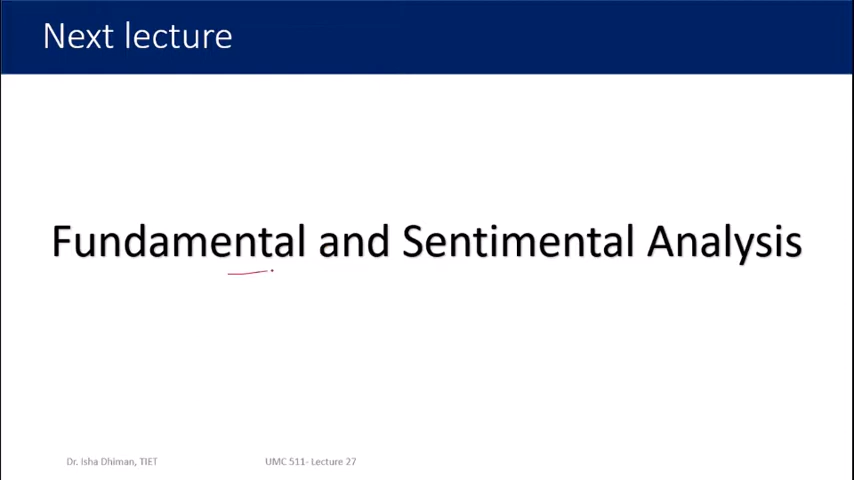 Next lecture
Fundamental and Sentimental Analysis
Dr. Isha Dhiman, TIET
UMC 511- Lecture 27